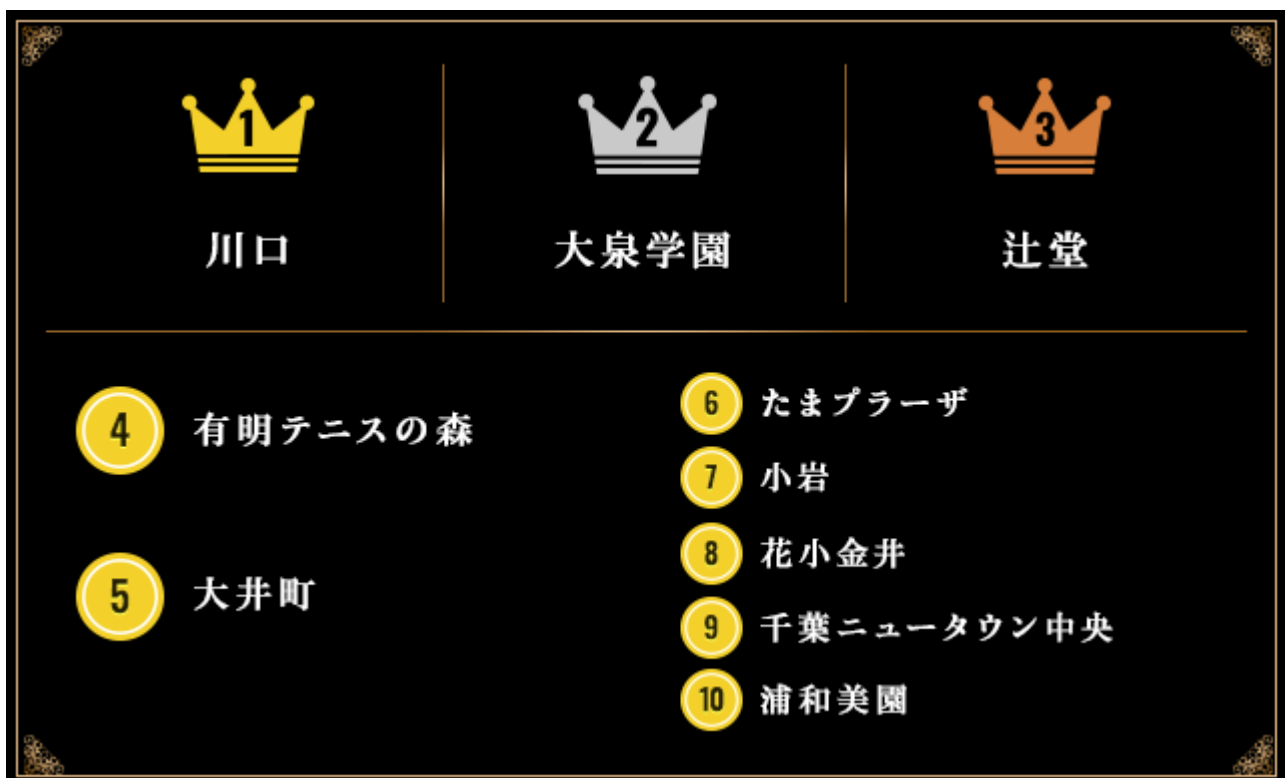 1
川口
2
大泉学園
3
辻堂
4 有明テニスの森
5 大井町
6 たまプラーザ
7 小岩
8 花小金井
9 千葉ニュータウン中央
10 浦和美園